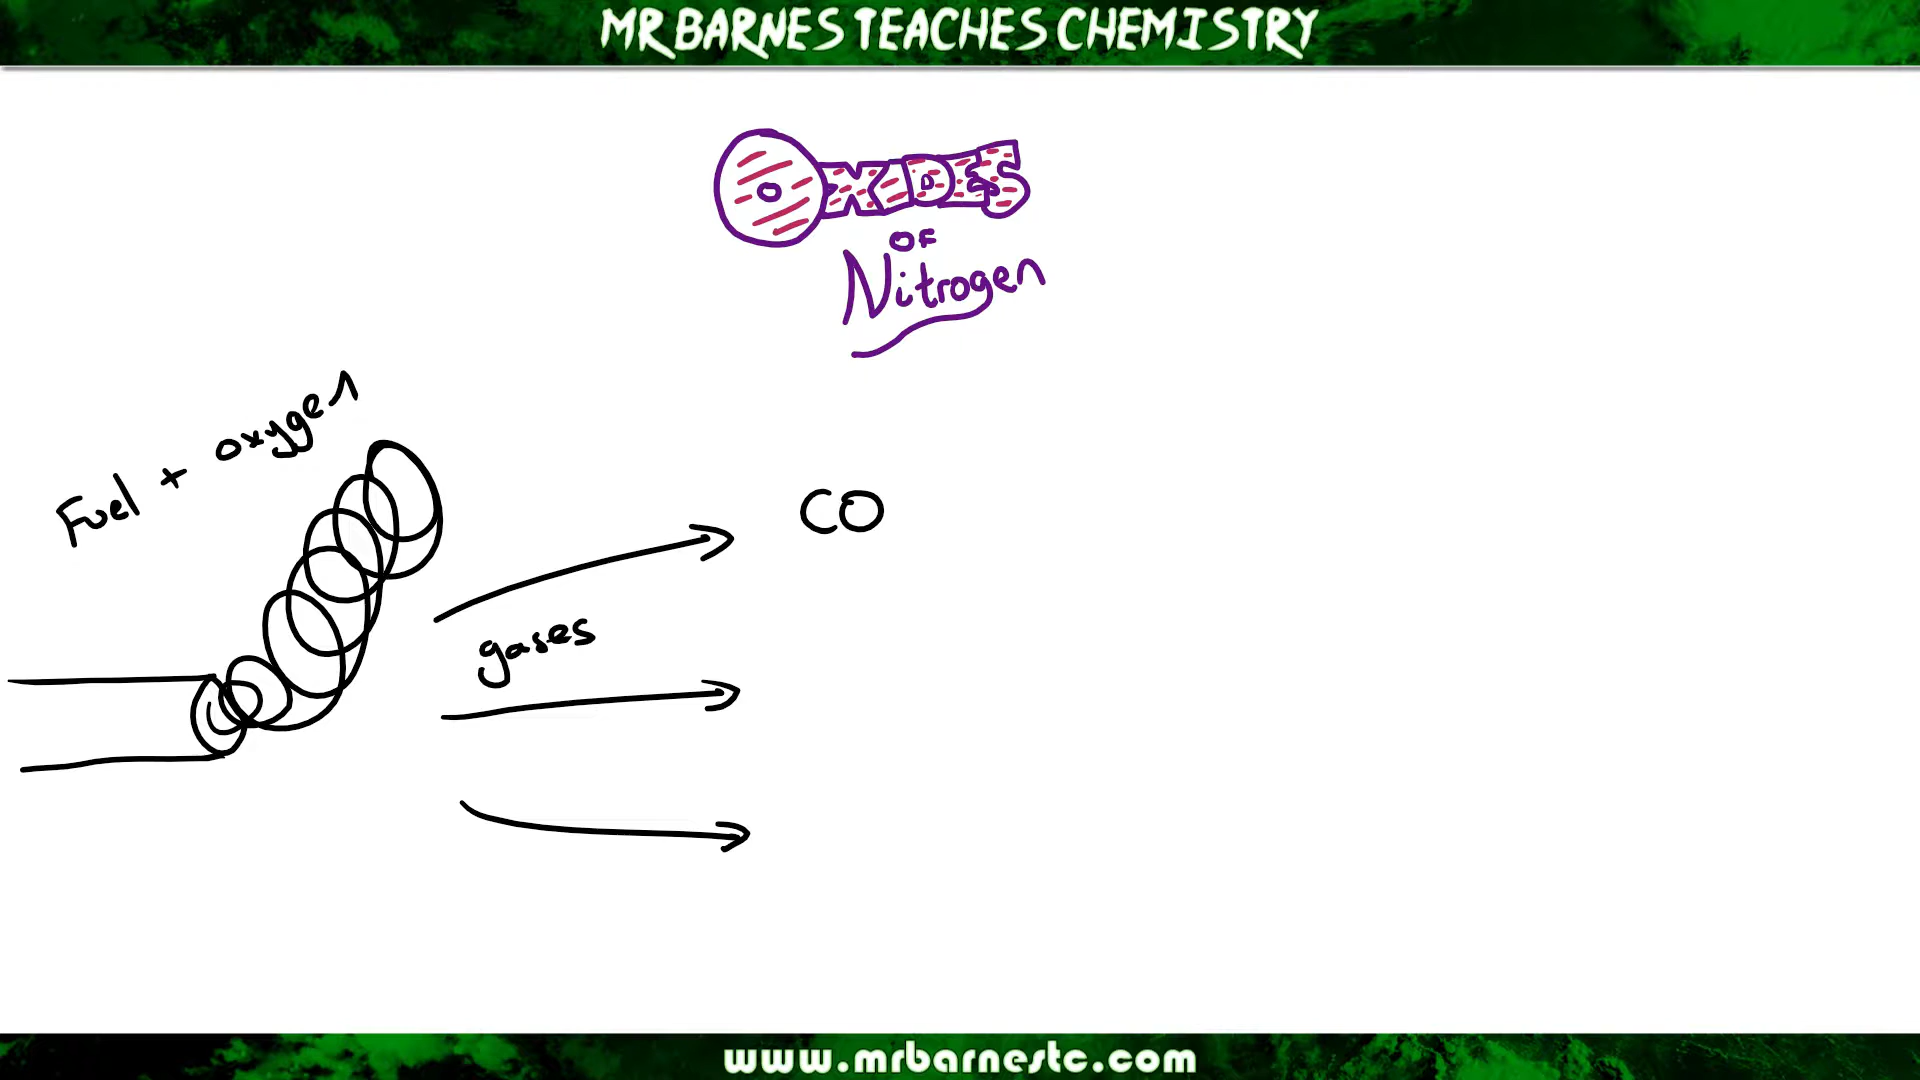 MR BARNES TEACHES CHEMISTRY
OXIDES
OF
Nitrogen
Fuel + oxygen
CO
gases
www.mrbarnestc.com